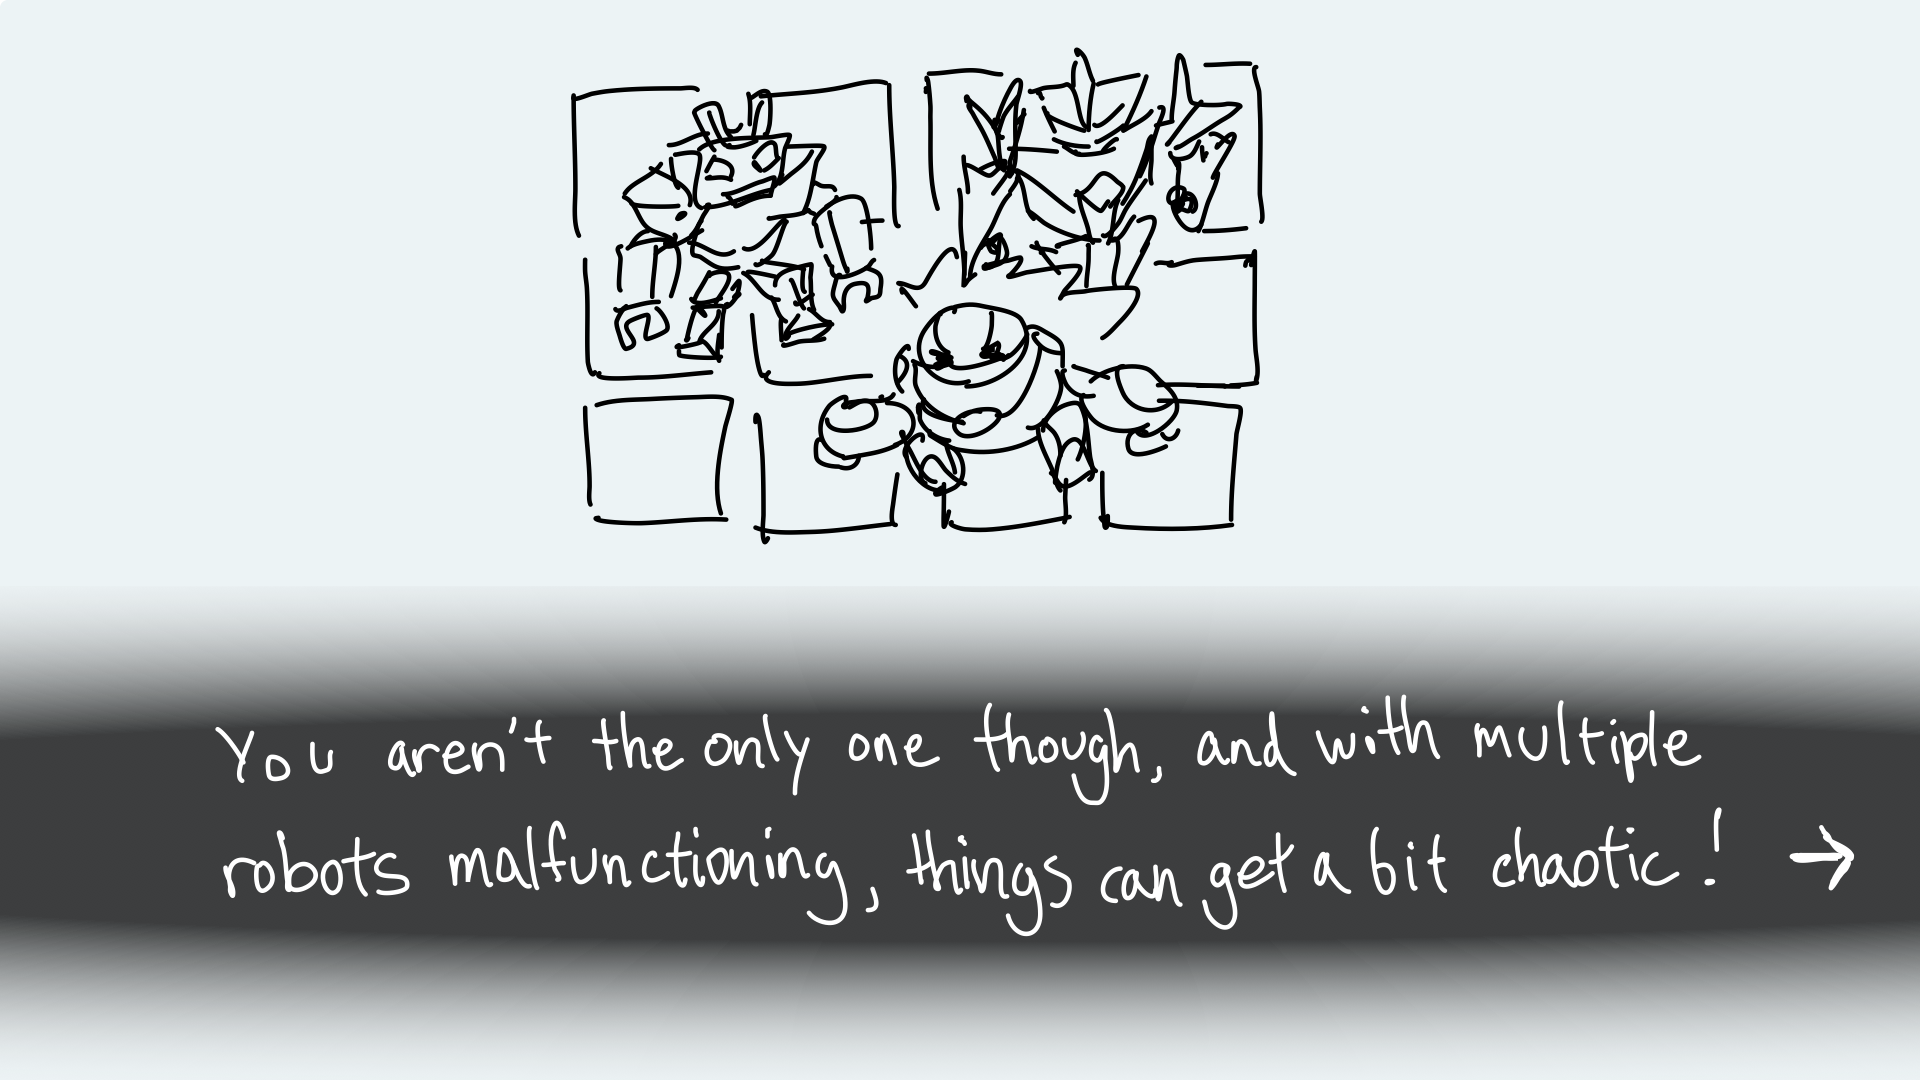 You aren't the only one though, and with multiple
robots malfunctioning, things can get a bit chaotic! →